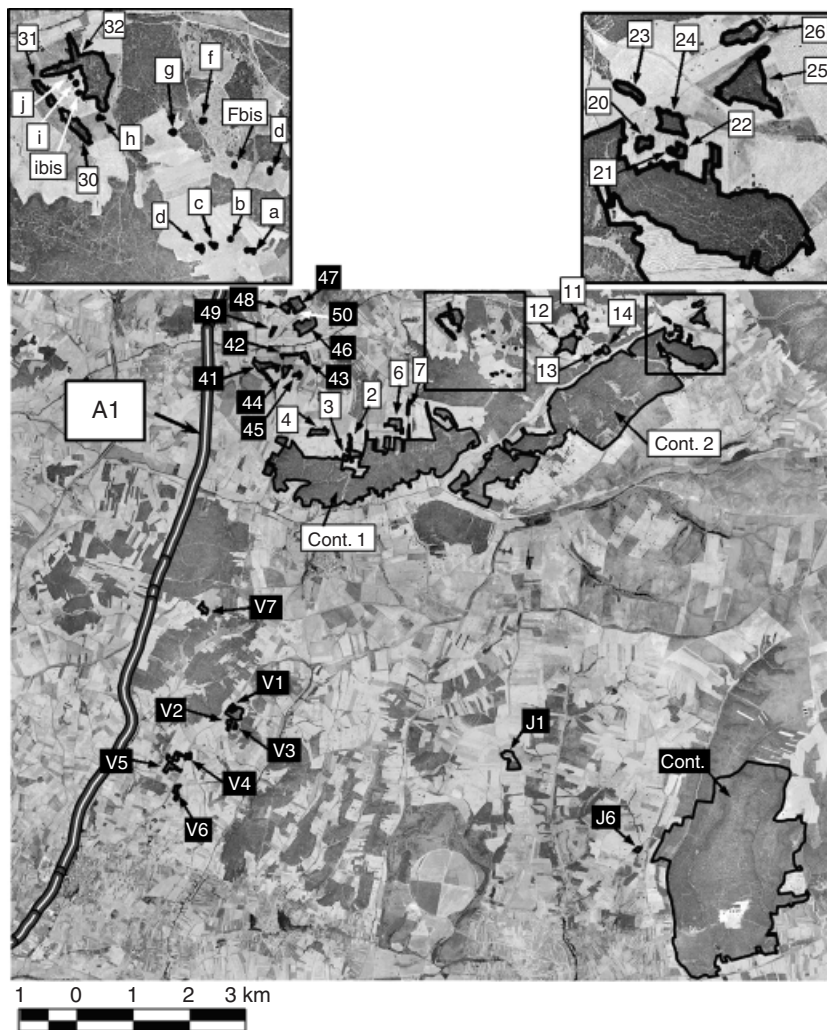 32
31
f
g
j
Fbis
d
i
h
ibis
30
d
c
b
a
26
23
24
25
20
22
21
47
48
11
12
49
50
14
42
46
13
41
43
7
6
2
A1
44
3
4
45
Cont. 2
Cont. 1
V7
V1
V2
J1
V3
V5
V4
Cont.
V6
J6
1 0 1 2 3 km